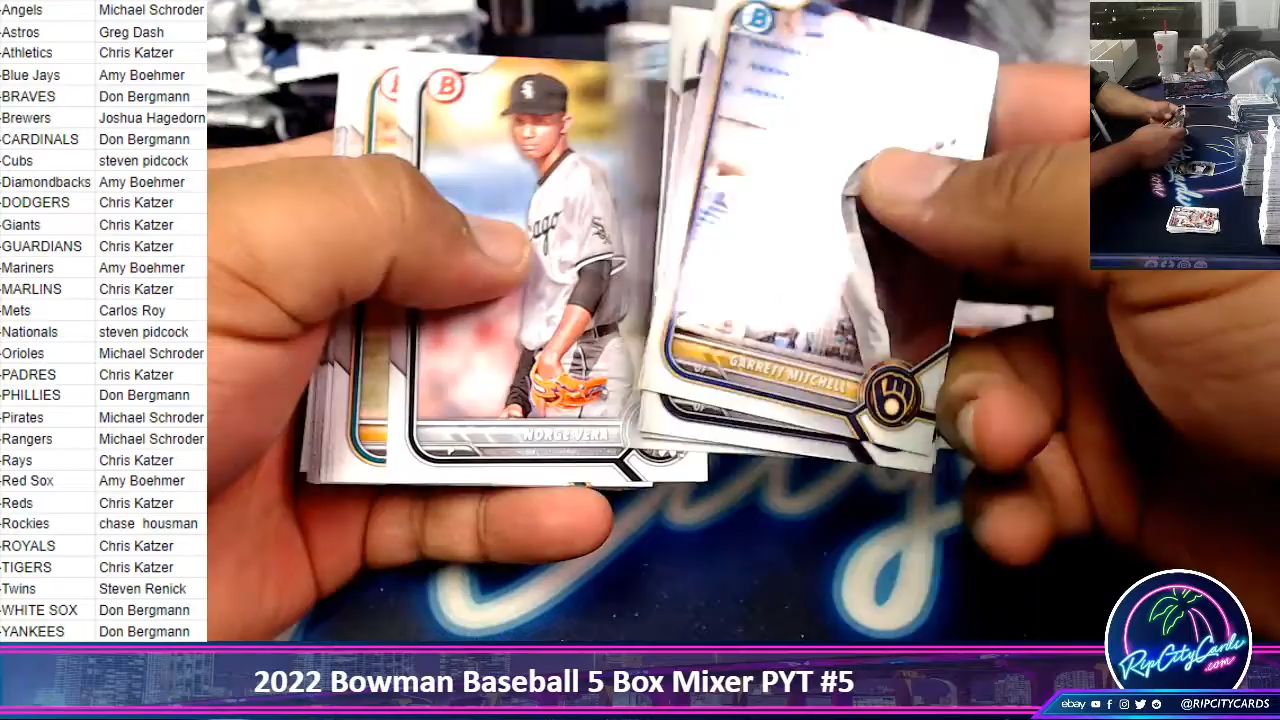 -Angels Michael Schroder
-Astros Greg Dash
-Athletics Chris Katzer
-Blue Jays Amy Boehmer
-BRAVES Don Bergmann
-Brewers Joshua Hagedorn
-CARDINALS Don Bergmann
-Cubs steven pidcock
-Diamondbacks Amy Boehmer
-DODGERS Chris Katzer
-Giants Chris Katzer
-GUARDIANS Chris Katzer
-Mariners Amy Boehmer
-MARLINS Chris Katzer
-Mets Carlos Roy
-Nationals steven pidcock
-Orioles Michael Schroder
-PADRES Chris Katzer
-PHILLIES Don Bergmann
-Pirates Michael Schroder
-Rangers Michael Schroder
-Rays Chris Katzer
-Red Sox Amy Boehmer
-Reds Chris Katzer
-Rockies chase housman
-ROYALS Chris Katzer
-TIGERS Chris Katzer
-Twins Steven Renick
-WHITE SOX Don Bergmann
-YANKEES Don Bergmann
B
B
B
NORGE VERA
OF GARRETT MITCHELL
OF
City
2022 Bowman Baseball 5 Box Mixer PYT #5
RipCityCards
.com
ebay @RIPCITYCARDS